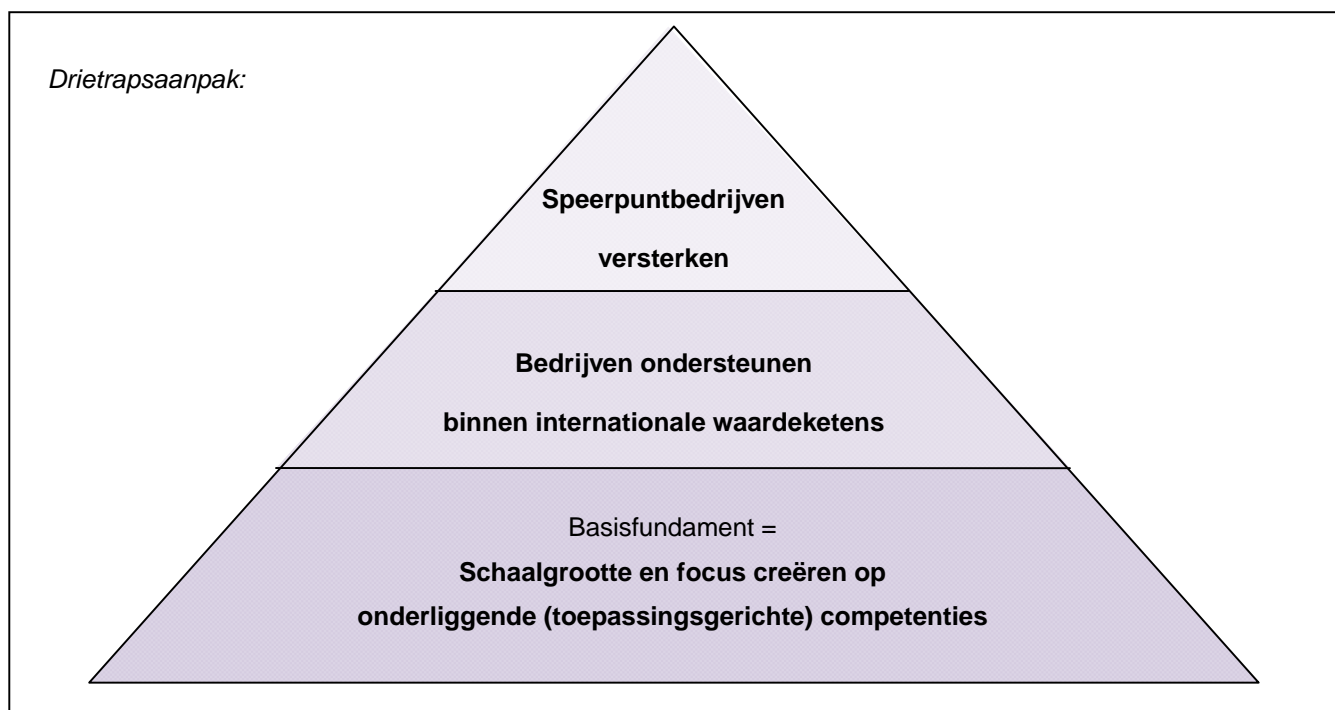 Drietrapsaanpak:
Speerpuntbedrijven
versterken
Bedrijven ondersteunen
binnen internationale waardeketens
Basisfundament =
Schaalgrootte en focus creëren op
onderliggende (toepassingsgerichte) competenties